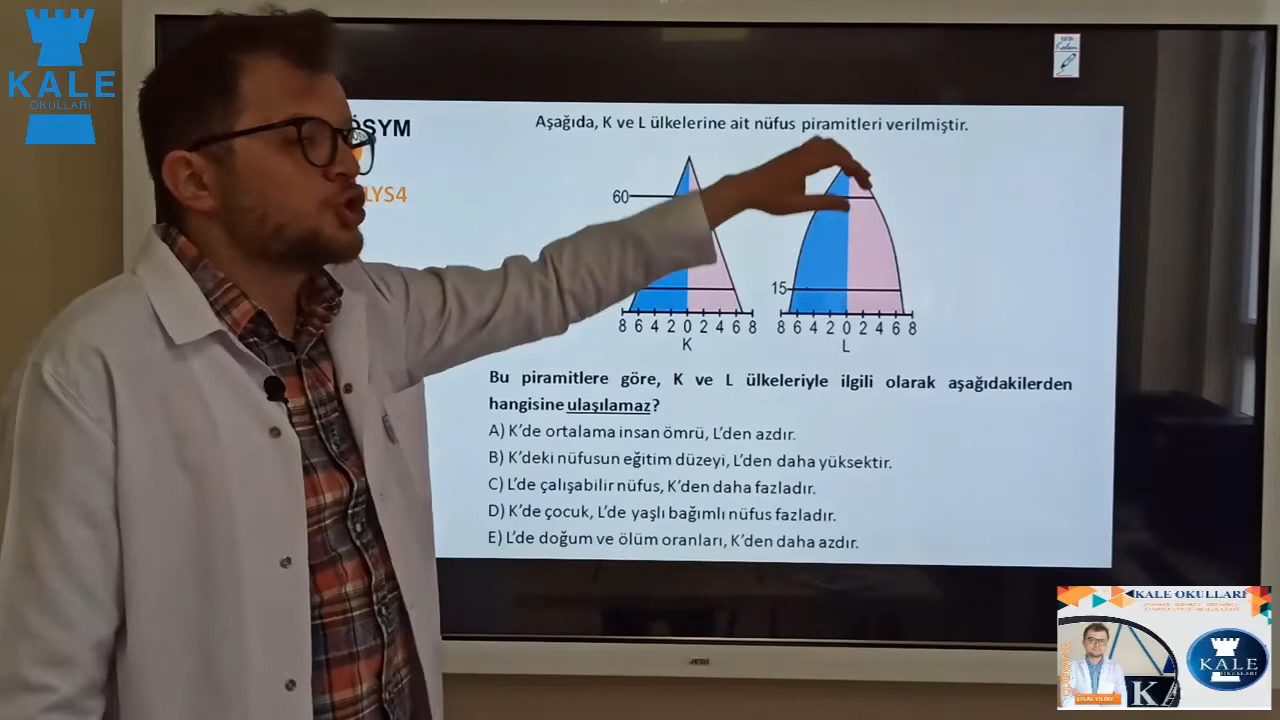 KALE
OKULLARI
ÖSYM
LYS4
Aşağıda, K ve L ülkelerine ait nüfus piramitleri verilmiştir.
60
15
8 6 4 2 0 2 4 6 8
8 6 4 2 0 2 4 6 8
K
L
Bu piramitlere göre, K ve L ülkeleriyle ilgili olarak aşağıdakilerden
hangisine ulaşılamaz?
A) K'de ortalama insan ömrü, L'den azdır.
B) K'deki nüfusun eğitim düzeyi, L'den daha yüksektir.
C) L'de çalışabilir nüfus, K'den daha fazladır.
D) K'de çocuk, L'de yaşlı bağımlı nüfus fazladır.
E) L'de doğum ve ölüm oranları, K'den daha azdır.
KALE OKULLARI
K
KALE
OKULLARI